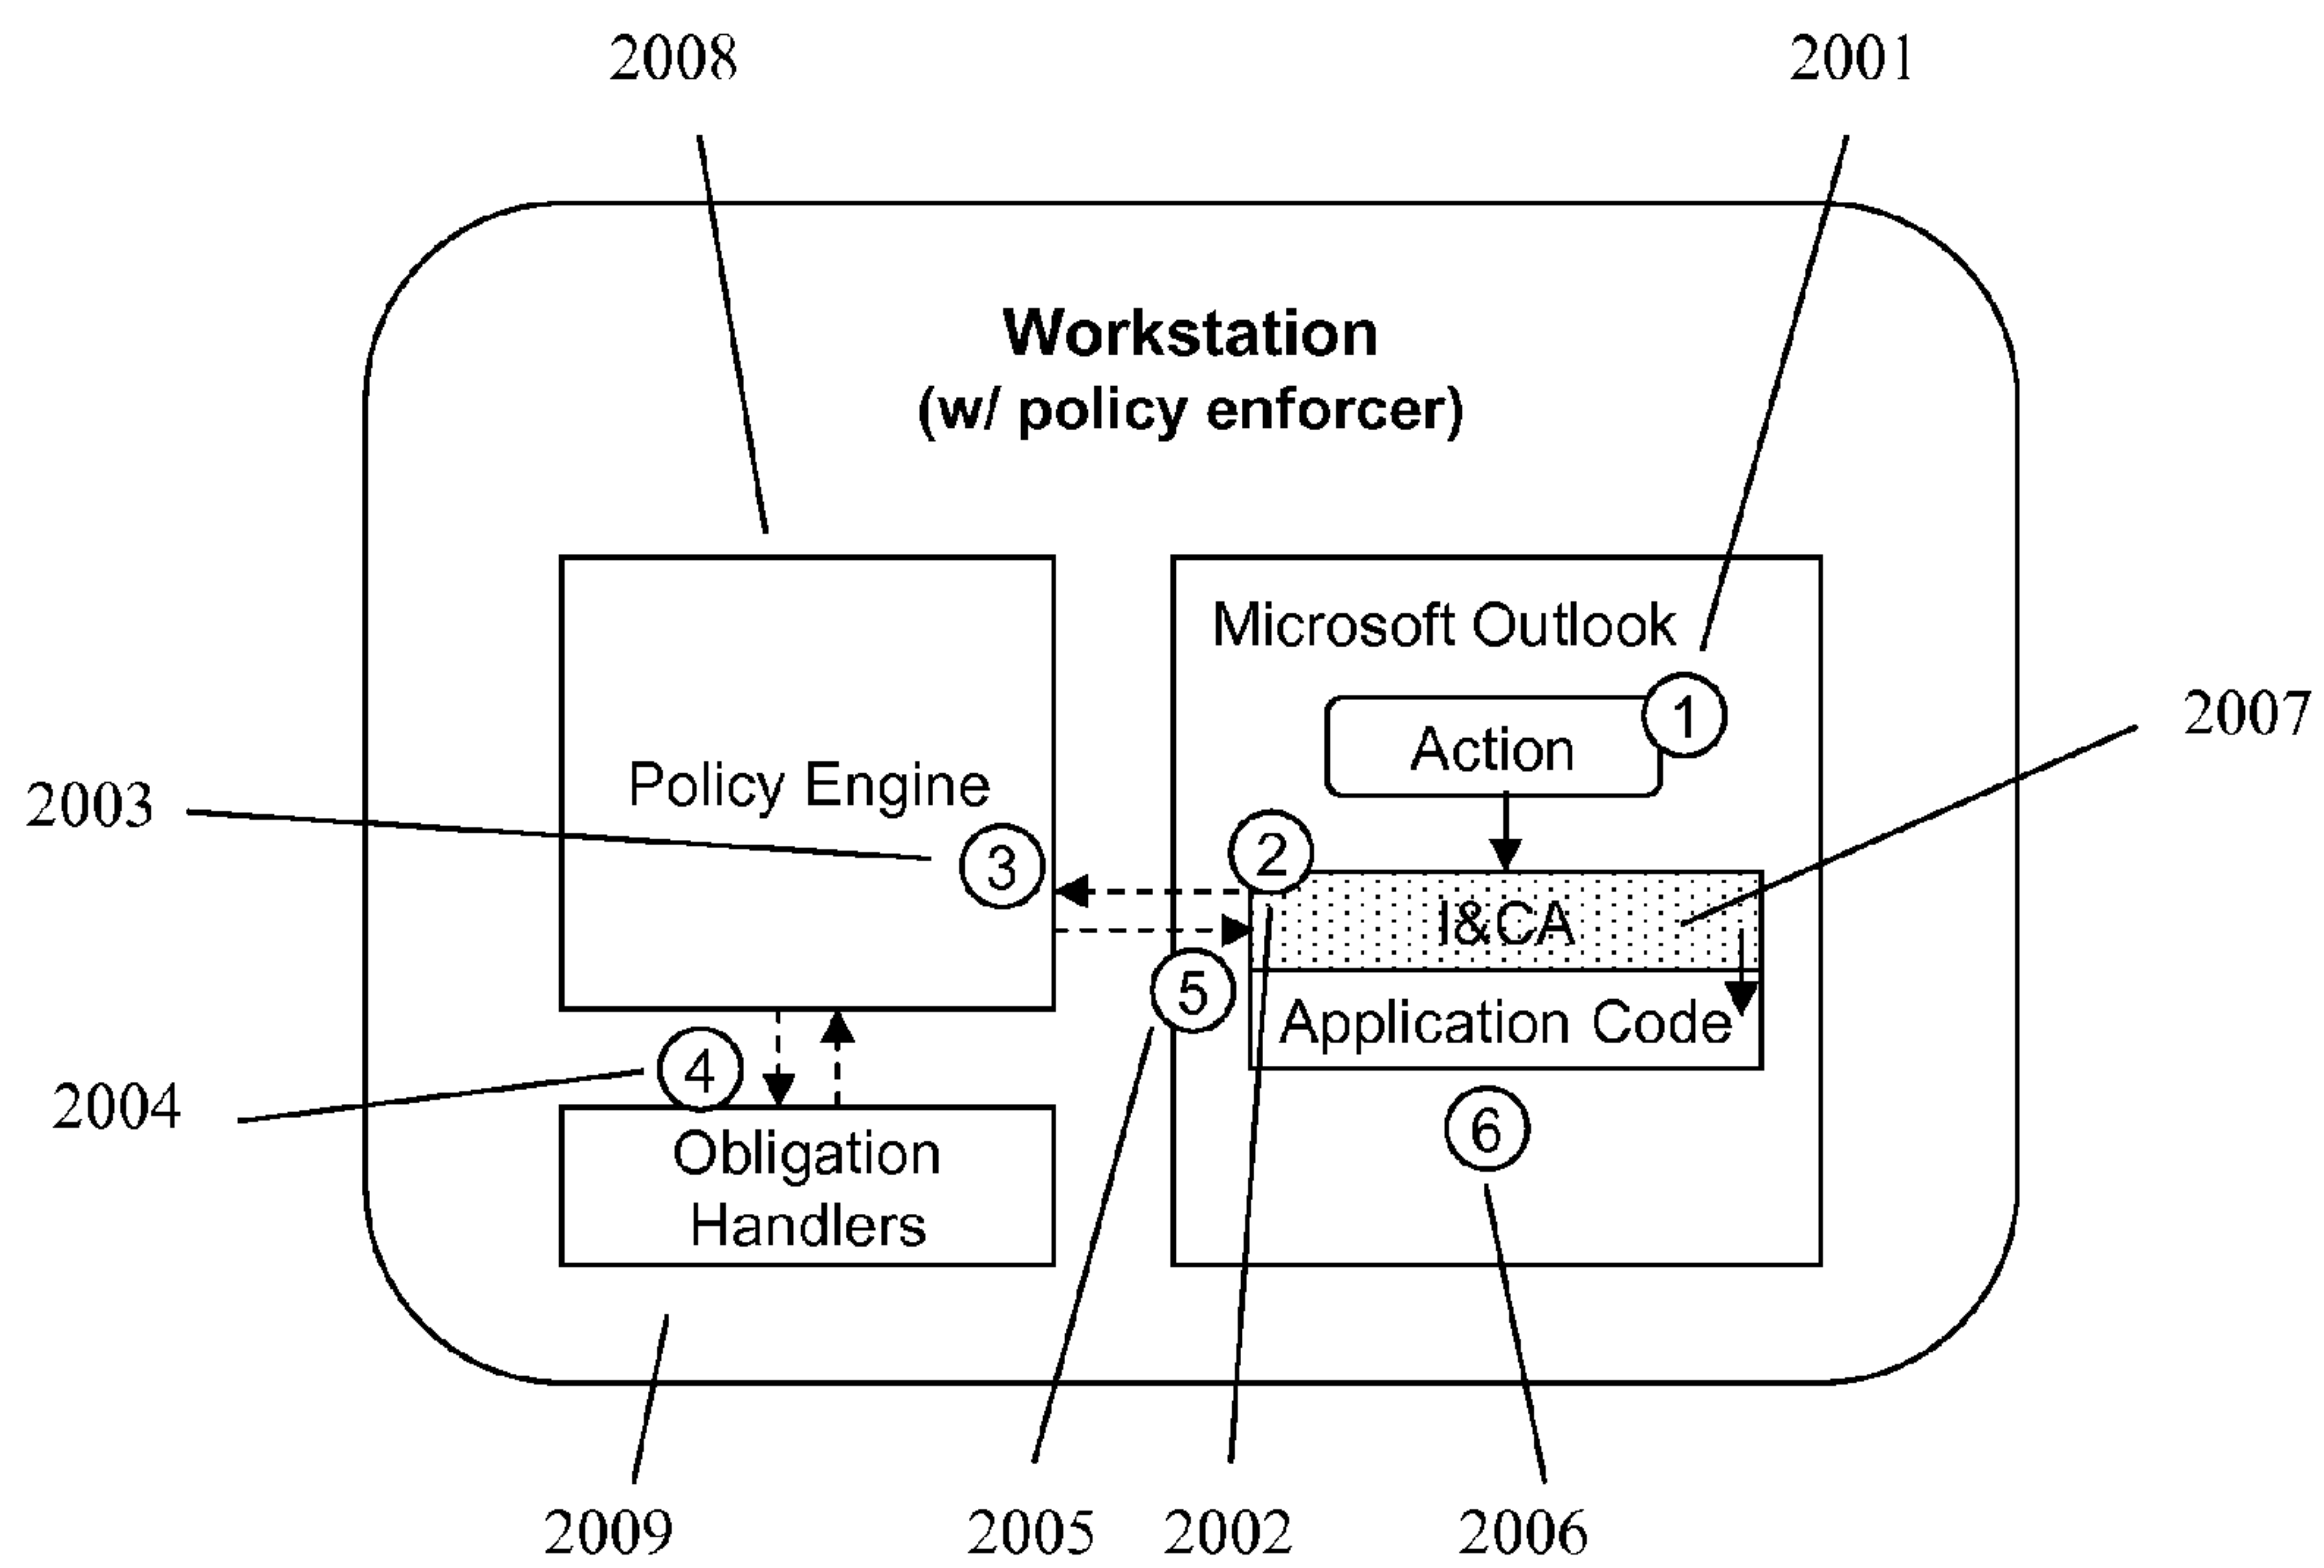 2008
2001
Workstation
(w/ policy enforcer)
Microsoft Outlook
1
Action
2007
Policy Engine
2003
2
3
I&CA
5
Application Code
4
2004
6
Obligation
Handlers
2009
2005
2002
2006